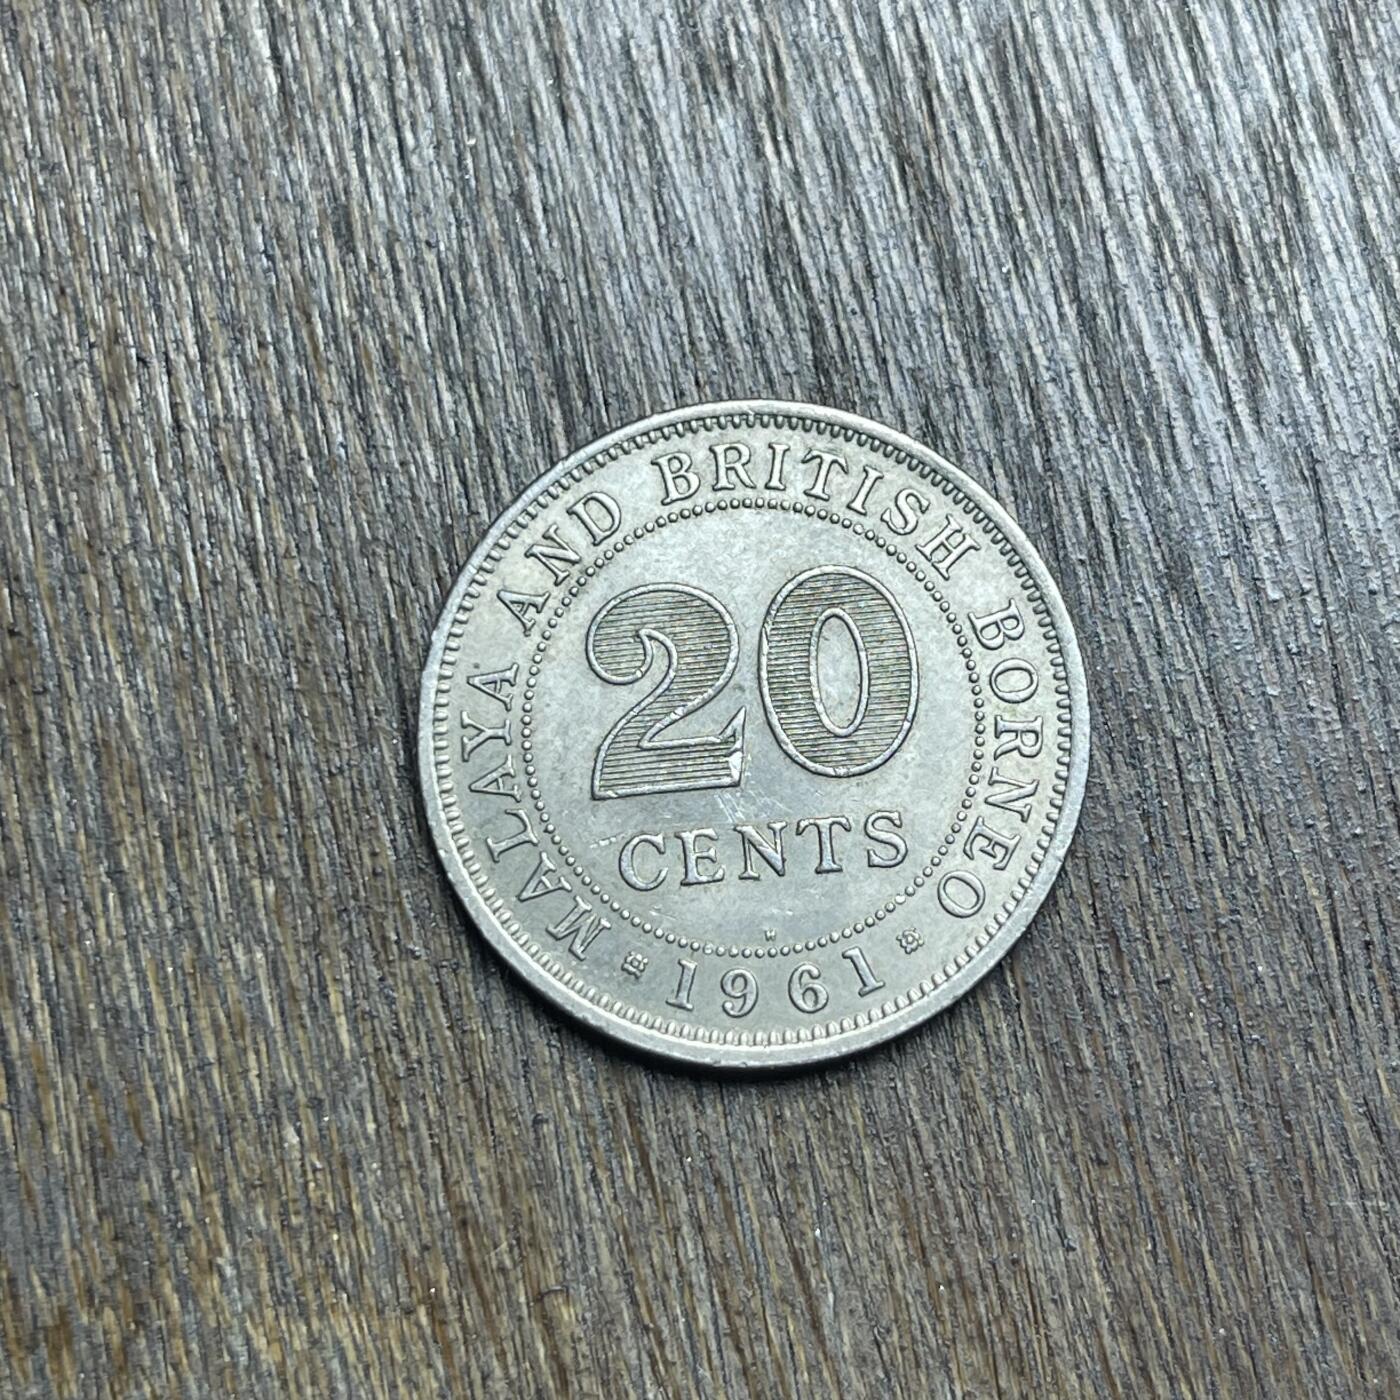 MALAYA AND BRITISH BORNEO
20
CENTS
H
1961